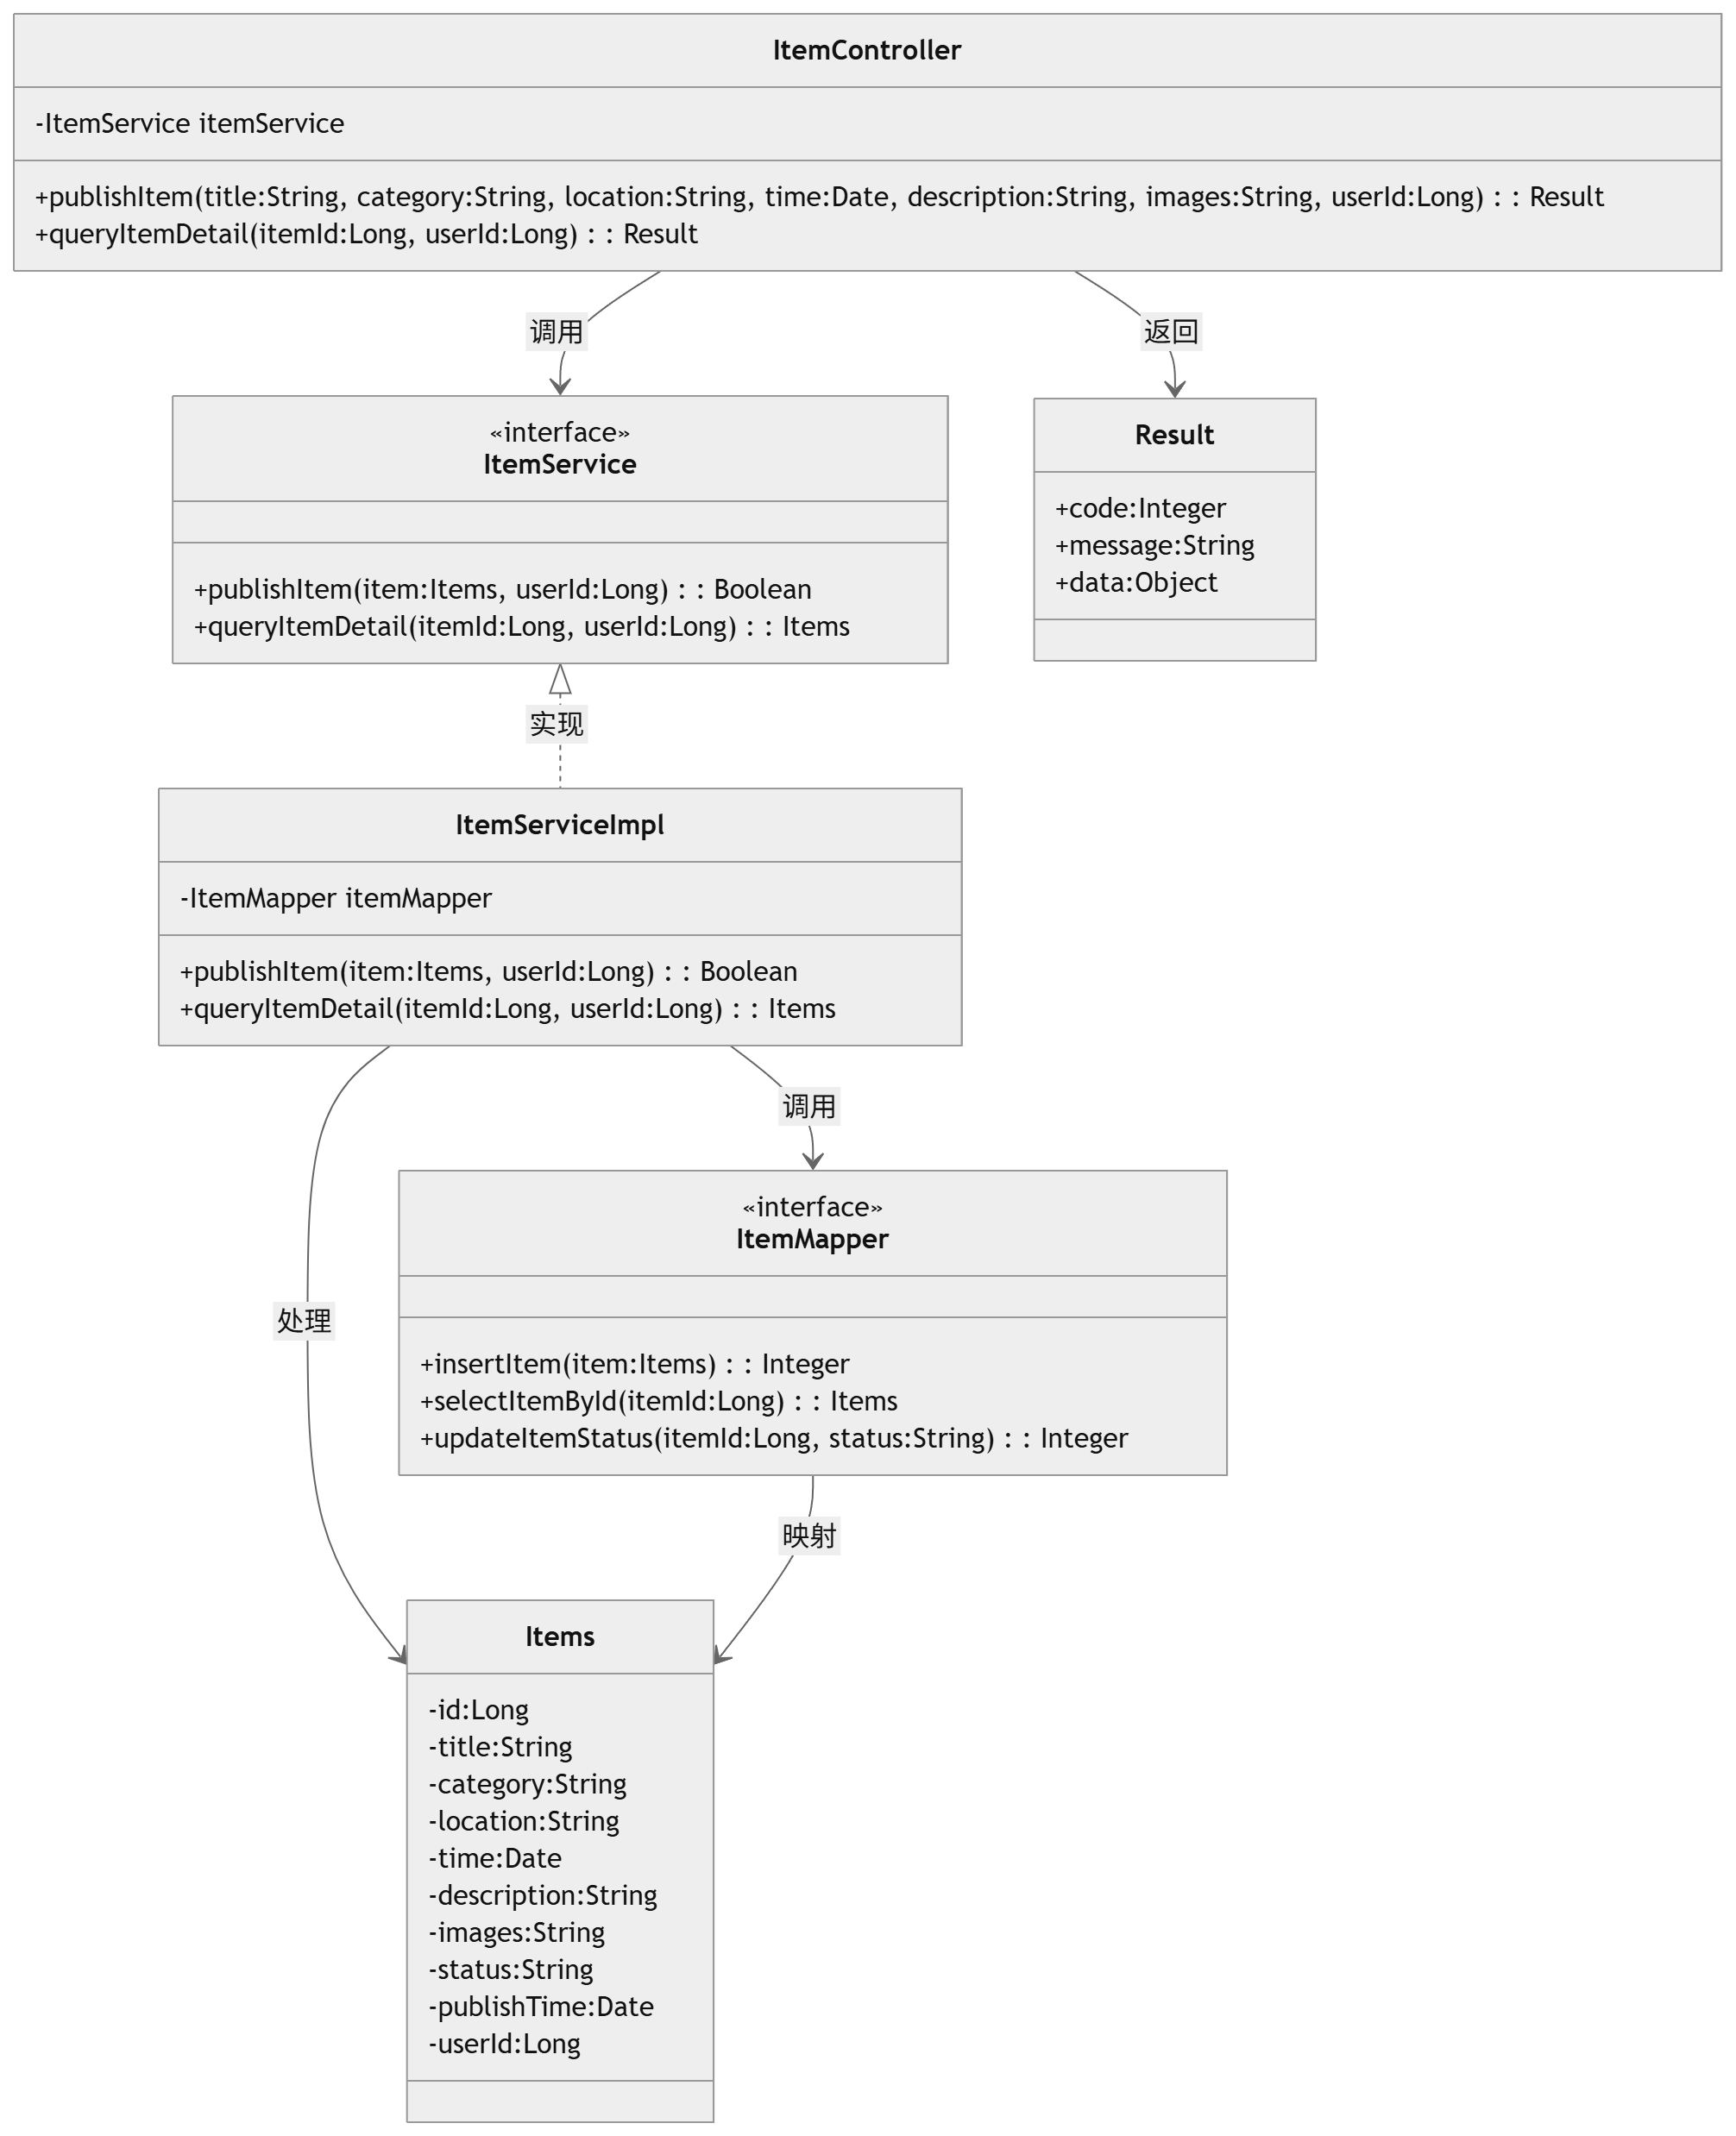 ItemController
-ItemService itemService
+publishItem(title:String, category:String, location:String, time:Date, description:String, images:String, userId:Long) : : Result
+queryItemDetail(itemId:Long, userId:Long) : : Result
调用
返回
«interface»
ItemService
+publishItem(item:Items, userId:Long) : : Boolean
+queryItemDetail(itemId:Long, userId:Long) : : Items
Result
+code:Integer
+message:String
+data:Object
实现
ItemServiceImpl
-ItemMapper itemMapper
+publishItem(item:Items, userId:Long) : : Boolean
+queryItemDetail(itemId:Long, userId:Long) : : Items
调用
处理
«interface»
ItemMapper
+insertItem(item:Items) : : Integer
+selectItemById(itemId:Long) : : Items
+updateItemStatus(itemId:Long, status:String) : : Integer
映射
Items
-id:Long
-title:String
-category:String
-location:String
-time:Date
-description:String
-images:String
-status:String
-publishTime:Date
-userId:Long